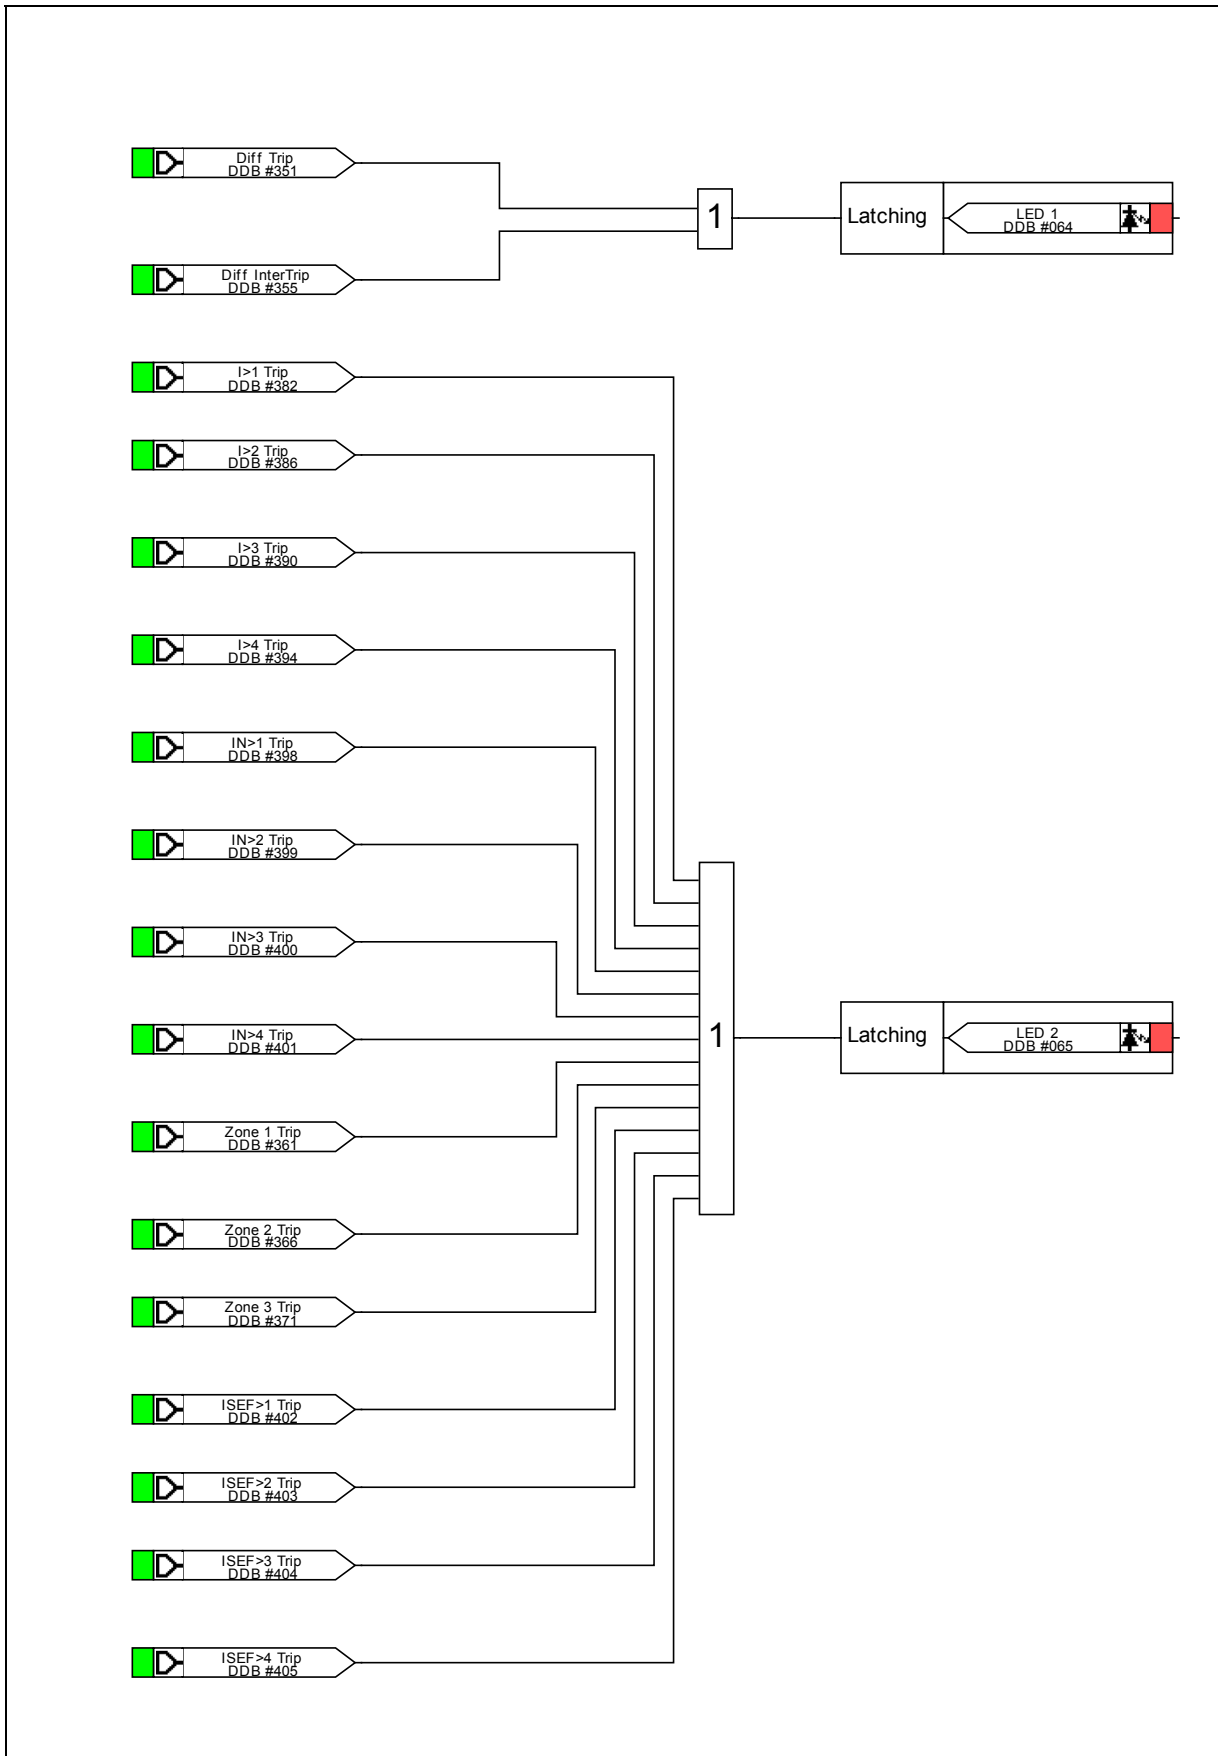 Diff Trip
DDB #351
1
Latching
LED 1
DDB #064
Diff InterTrip
DDB #355
I>1 Trip
DDB #382
I>2 Trip
DDB #386
I>3 Trip
DDB #390
I>4 Trip
DDB #394
IN>1 Trip
DDB #398
IN>2 Trip
DDB #399
IN>3 Trip
DDB #400
IN>4 Trip
DDB #401
1
Latching
LED 2
DDB #065
Zone 1 Trip
DDB #361
Zone 2 Trip
DDB #366
Zone 3 Trip
DDB #371
ISEF>1 Trip
DDB #402
ISEF>2 Trip
DDB #403
ISEF>3 Trip
DDB #404
ISEF>4 Trip
DDB #405